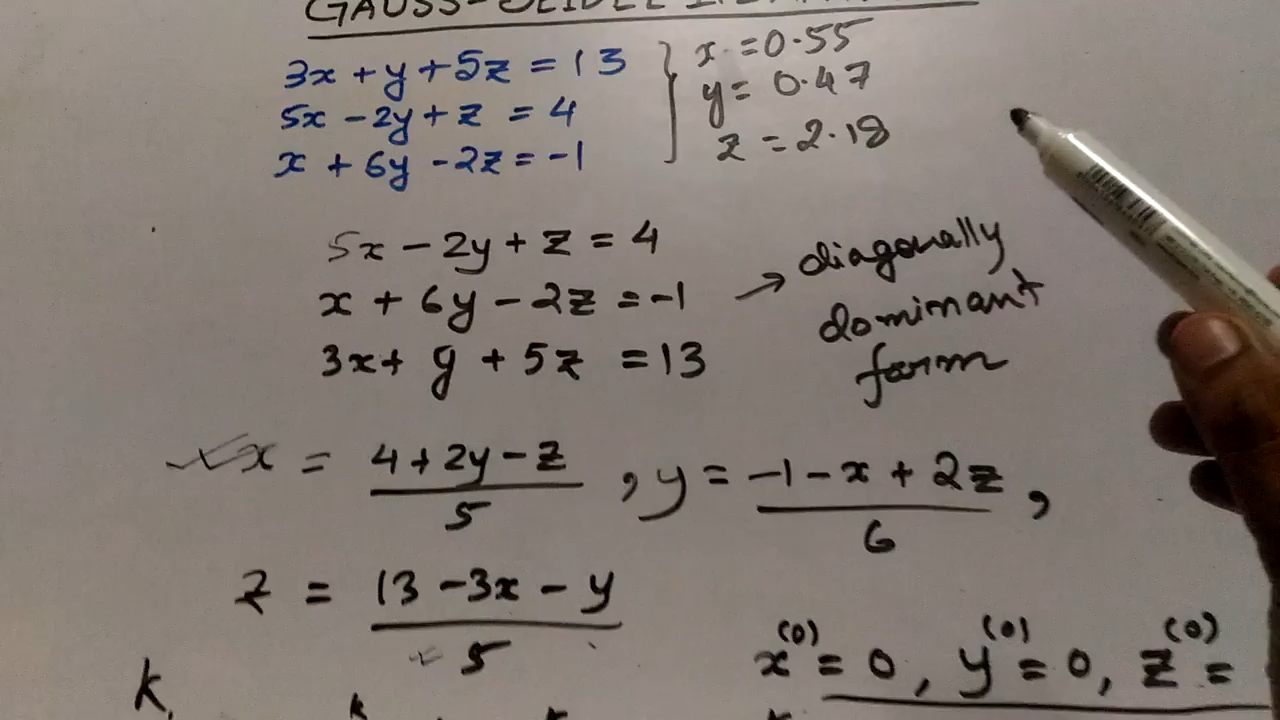 GAUSS-SEIDEL
3x + y + 5z = 13
5x - 2y + z = 4
x + 6y - 2z = -1
x = 0.55
y = 0.47
z = 2.18
5x - 2y + z = 4
x + 6y - 2z = -1
3x + y + 5z = 13
→ diagonally
dominant
form
x = (4 + 2y - z)/5 , y = (-1 - x + 2z)/6 ,
z = (13 - 3x - y)/5
x⁽⁰⁾ = 0 , y⁽⁰⁾ = 0 , z⁽⁰⁾ =
k